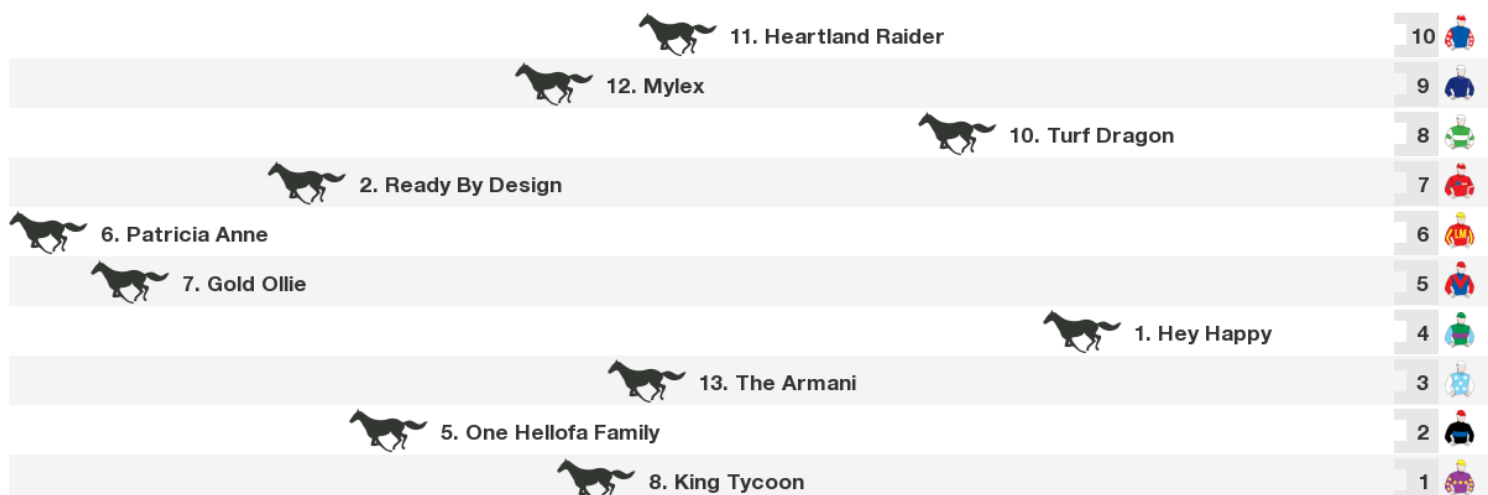 11. Heartland Raider 10
12. Mylex 9
10. Turf Dragon 8
2. Ready By Design 7
6. Patricia Anne 6
LM
7. Gold Ollie 5
1. Hey Happy 4
13. The Armani 3
5. One Hellofa Family 2
8. King Tycoon 1